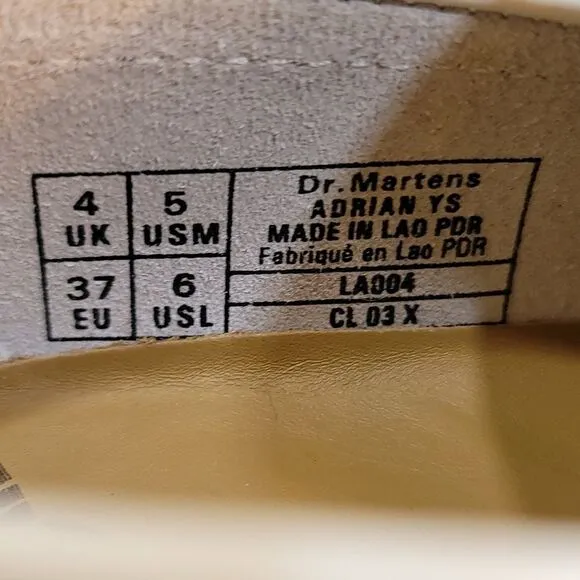 4
UK
5
USM
37
EU
6
USL
Dr.Martens
ADRIAN YS
MADE IN LAO PDR
Fabriqué en Lao PDR
LA004
CL 03 X